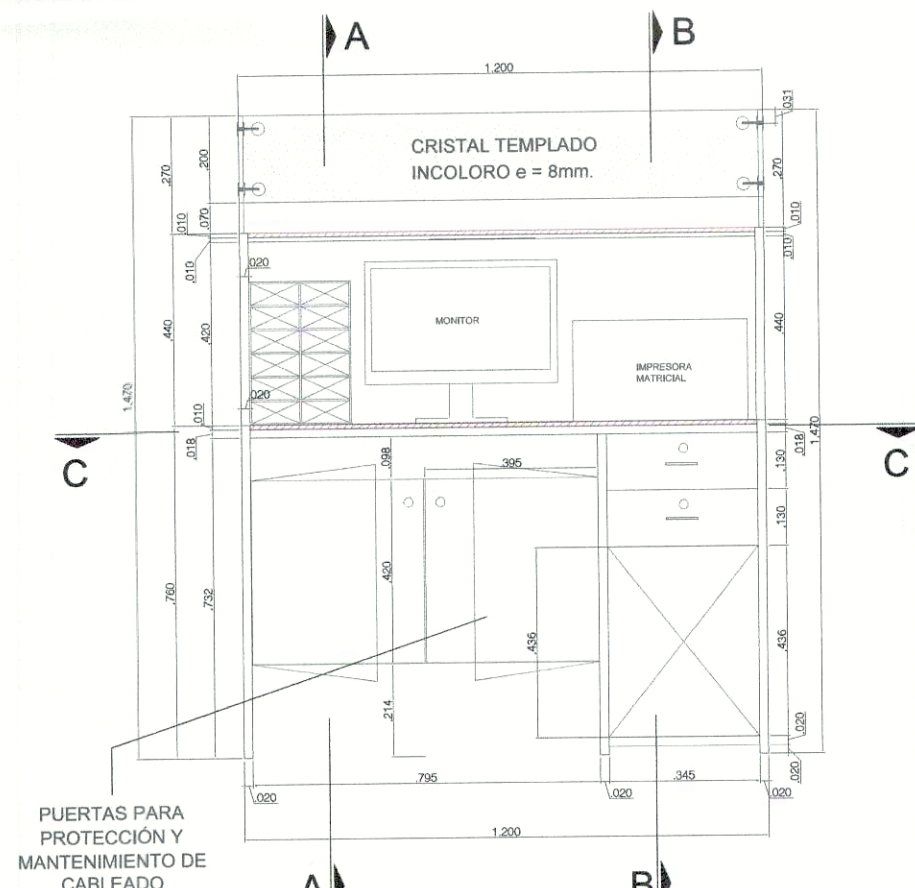 A
B
1.200
.031
CRISTAL TEMPLADO
INCOLORO e = 8mm.
.270
.200
.270
.070
.010
.010
.010
.010
.020
MONITOR
.440
.420
.440
IMPRESORA
MATRICIAL
1.470
.020
.010
.018
.018
1.470
C
C
.098
.395
.130
.130
.420
.760
.732
.436
.436
.214
.020
.020
.795
.345
.020
.020
.020
1.200
PUERTAS PARA
PROTECCIÓN Y
MANTENIMIENTO DE
CABLEADO
A
B